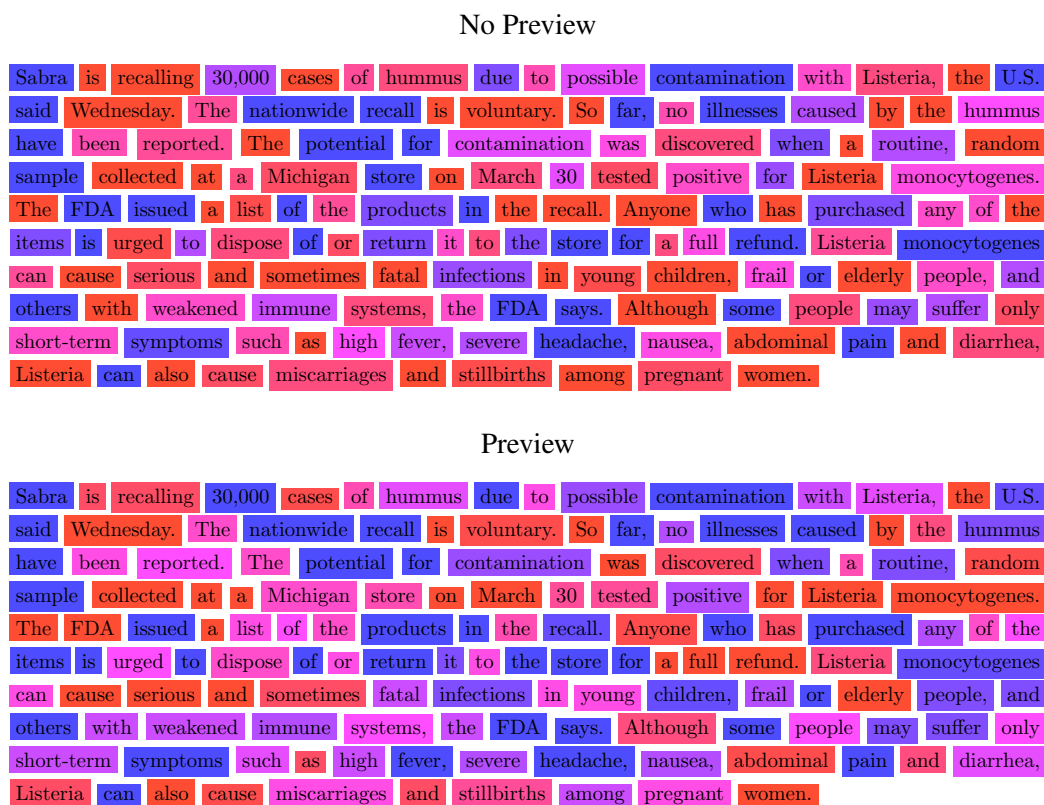 No Preview
Sabra is recalling 30,000 cases of hummus due to possible contamination with Listeria, the U.S.
said Wednesday. The nationwide recall is voluntary. So far, no illnesses caused by the hummus
have been reported. The potential for contamination was discovered when a routine, random
sample collected at a Michigan store on March 30 tested positive for Listeria monocytogenes.
The FDA issued a list of the products in the recall. Anyone who has purchased any of the
items is urged to dispose of or return it to the store for a full refund. Listeria monocytogenes
can cause serious and sometimes fatal infections in young children, frail or elderly people, and
others with weakened immune systems, the FDA says. Although some people may suffer only
short-term symptoms such as high fever, severe headache, nausea, abdominal pain and diarrhea,
Listeria can also cause miscarriages and stillbirths among pregnant women.
Preview
Sabra is recalling 30,000 cases of hummus due to possible contamination with Listeria, the U.S.
said Wednesday. The nationwide recall is voluntary. So far, no illnesses caused by the hummus
have been reported. The potential for contamination was discovered when a routine, random
sample collected at a Michigan store on March 30 tested positive for Listeria monocytogenes.
The FDA issued a list of the products in the recall. Anyone who has purchased any of the
items is urged to dispose of or return it to the store for a full refund. Listeria monocytogenes
can cause serious and sometimes fatal infections in young children, frail or elderly people, and
others with weakened immune systems, the FDA says. Although some people may suffer only
short-term symptoms such as high fever, severe headache, nausea, abdominal pain and diarrhea,
Listeria can also cause miscarriages and stillbirths among pregnant women.